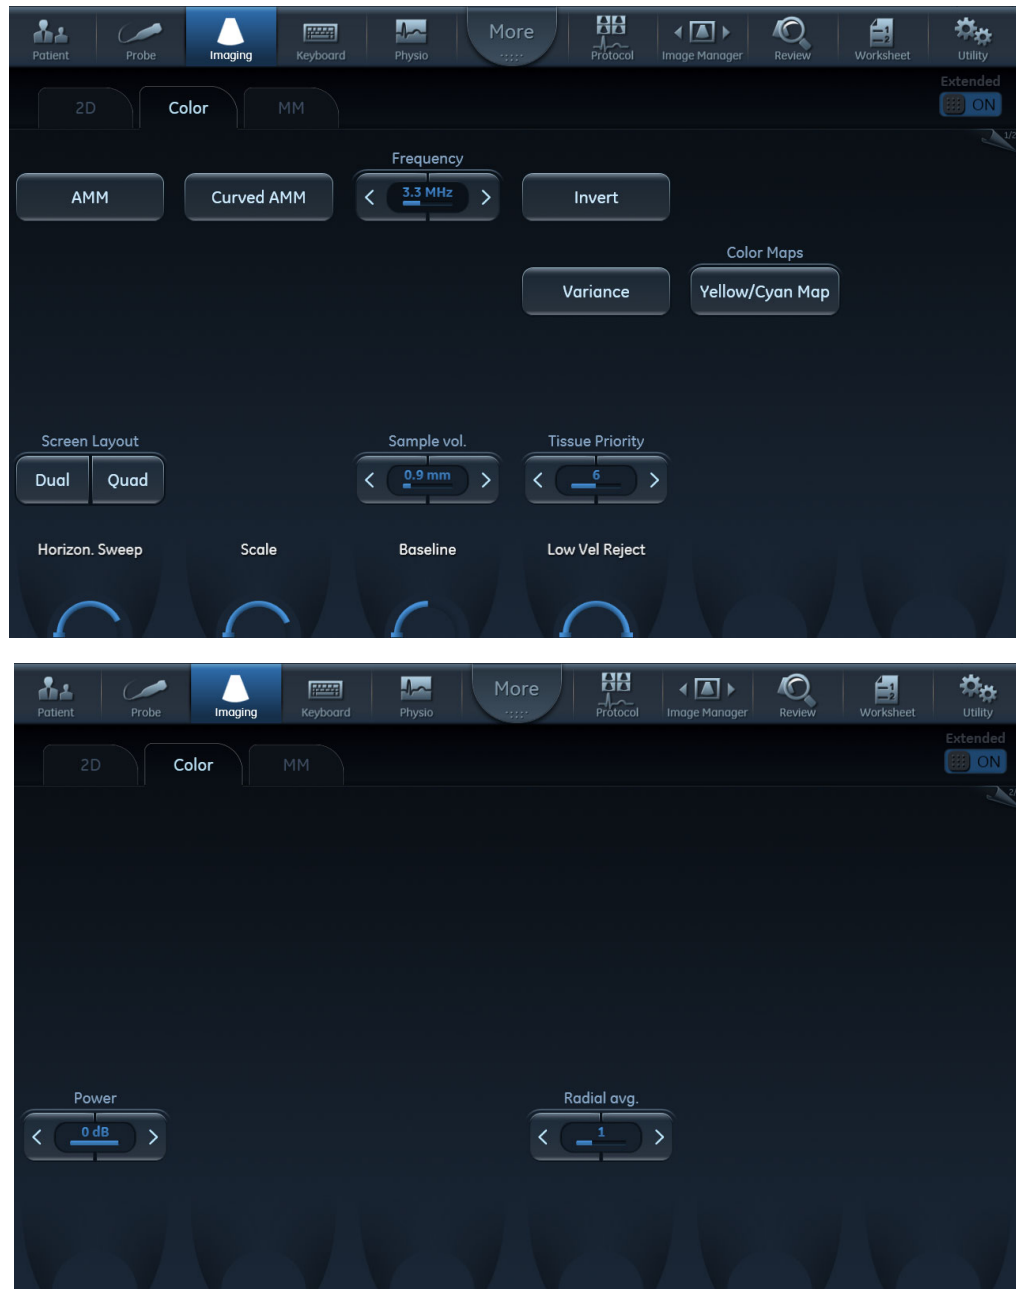 Patient Probe Imaging Keyboard Physio More Protocol Image Manager Review Worksheet Utility
Extended
ON
2D Color MM
1/2
Frequency
AMM Curved AMM 3.3 MHz Invert
Color Maps
Variance Yellow/Cyan Map
Screen Layout Sample vol. Tissue Priority
Dual Quad 0.9 mm 6
Horizon. Sweep Scale Baseline Low Vel Reject
Patient Probe Imaging Keyboard Physio More Protocol Image Manager Review Worksheet Utility
Extended
ON
2D Color MM
2/
Power Radial avg.
0 dB 1